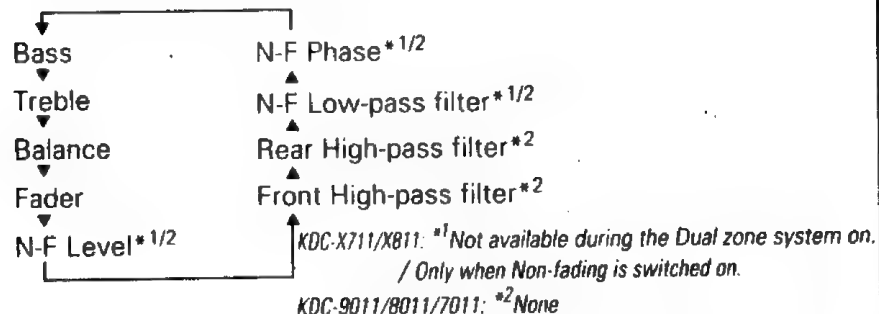 Bass
Treble
Balance
Fader
N-F Level*1/2
N-F Phase*1/2
N-F Low-pass filter*1/2
Rear High-pass filter*2
Front High-pass filter*2
KDC-X711/X811: *1Not available during the Dual zone system on.
/ Only when Non-fading is switched on.
KDC-9011/8011/7011: *2None